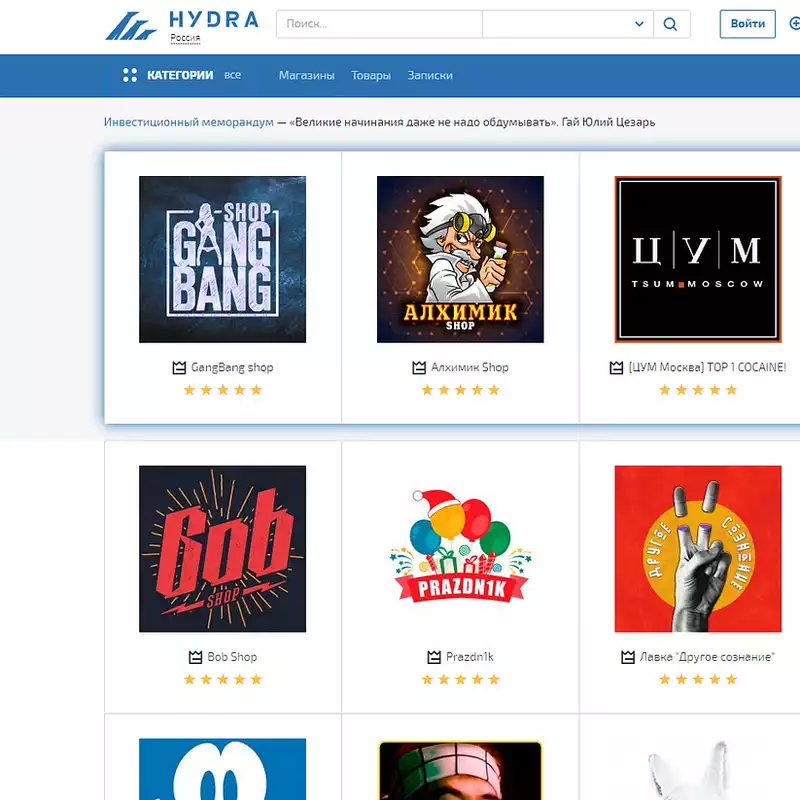 HYDRA
Россия
Поиск...
Войти
КАТЕГОРИИ все Магазины Товары Записки
Инвестиционный меморандум — «Великие начинания даже не надо обдумывать». Гай Юлий Цезарь
A-SHOP
GANG
BANG
АЛХИМИК
SHOP
ЦУМ
TSUM MOSCOW
GangBang shop
Алхимик Shop
[ЦУМ Москва] TOP 1 COCAINE!
Bob
SHOP
PRAZDN1K
ДРУГОЕ
СОЗНАНИЕ
Bob Shop
Prazdn1k
Лавка "Другое сознание"